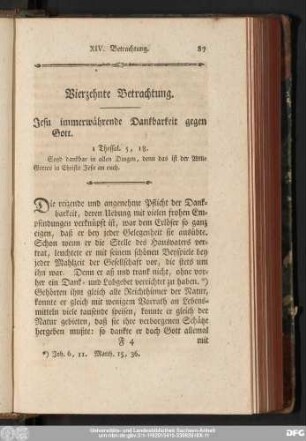 XIV. Betrachtung. 87
Vierzehnte Betrachtung.
Jesu immerwährende Dankbarkeit gegen
Gott.
1 Thessal. 5, 18.
Seyd dankbar in allen Dingen, denn das ist der Wille
Gottes in Christo Jesu an euch.
Die reizende und angenehme Pflicht der Dank-
barkeit, deren Uebung mit vielen frohen Em-
pfindungen verknüpft ist, war dem Erlöser so ganz
eigen, daß er bey jeder Gelegenheit sie ausübte.
Schon wenn er die Stelle des Hausvaters ver-
trat, leuchtete er mit seinem schönen Beyspiele bey
jeder Mahlzeit der Gesellschaft vor, die stets um
ihn war. Denn er aß und trank nicht, ohne vor-
her ein Dank- und Lobgebet verrichtet zu haben. *)
Gehörten ihm gleich alle Reichthümer der Natur,
konnte er gleich mit wenigem Vorrath an Lebens-
mitteln viele tausende speisen, konnte er gleich der
Natur gebieten, daß sie ihre verborgenen Schätze
hergeben mußte: so dankte er doch Gott allemal
F 4 mit
*) Joh. 6, 11. Matth. 15, 36.
Universitäts- und Landesbibliothek Sachsen-Anhalt
DFG